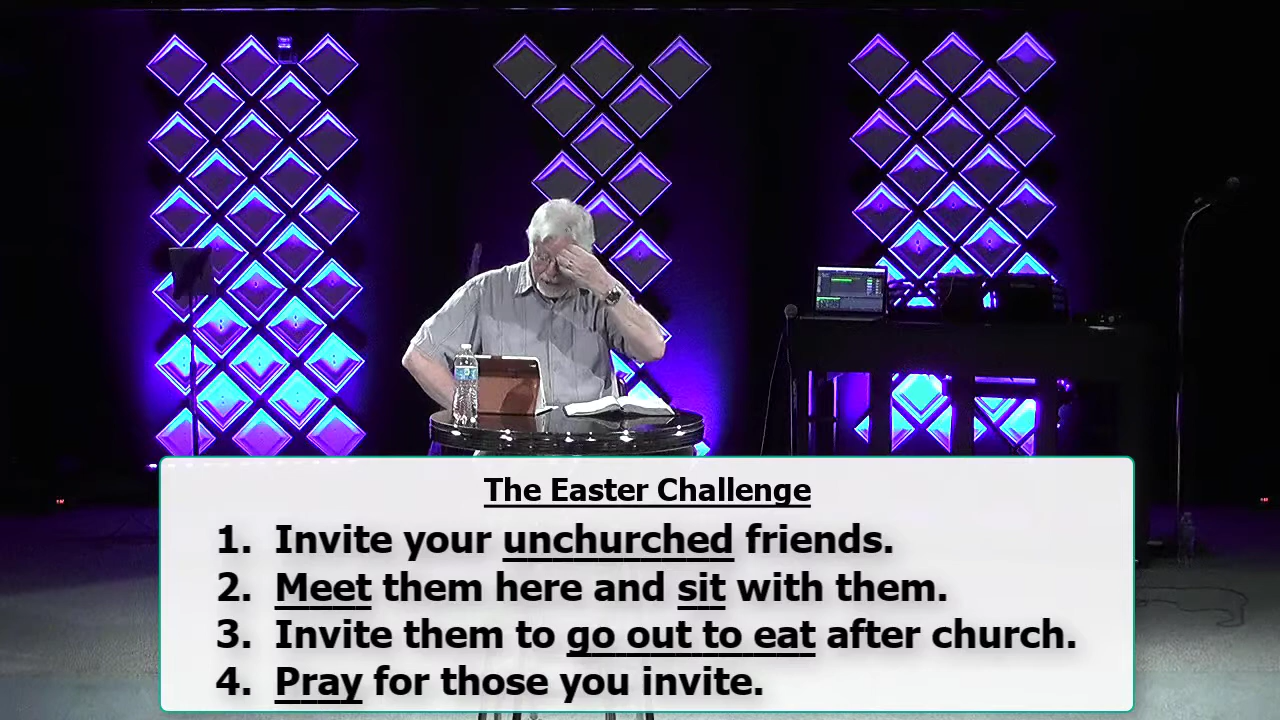 The Easter Challenge
1. Invite your unchurched friends.
2. Meet them here and sit with them.
3. Invite them to go out to eat after church.
4. Pray for those you invite.